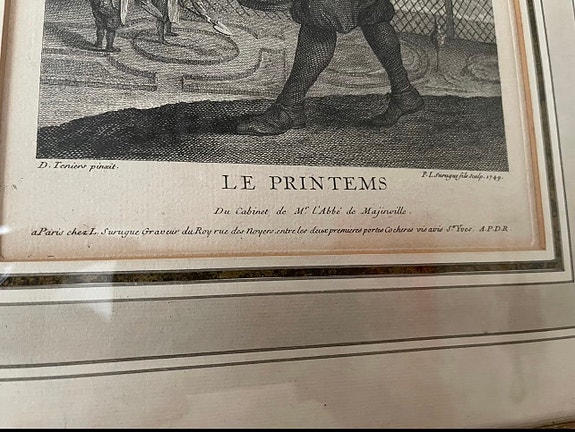 D. Teniers pinxit.
P. L. Surugue file Sculp. 1749.
LE PRINTEMS
Du Cabinet de Mr. l'Abbé de Majinville.
a Paris chez L. Surugue Graveur du Roy rue des Noyers, entre les deux premieres portes Cocheres vis avis St. Yves. A. P. D. R.